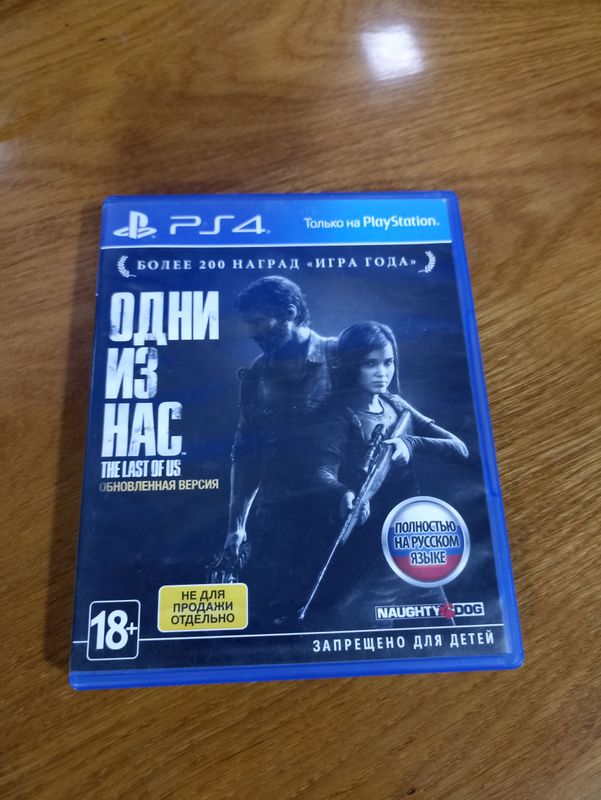 PS4
Только на PlayStation
БОЛЕЕ 200 НАГРАД «ИГРА ГОДА»
ОДНИ
ИЗ
НАС
THE LAST OF US
ОБНОВЛЕННАЯ ВЕРСИЯ
ПОЛНОСТЬЮ
НА РУССКОМ
ЯЗЫКЕ
НЕ ДЛЯ
ПРОДАЖИ
ОТДЕЛЬНО
18+
NAUGHTY DOG
ЗАПРЕЩЕНО ДЛЯ ДЕТЕЙ